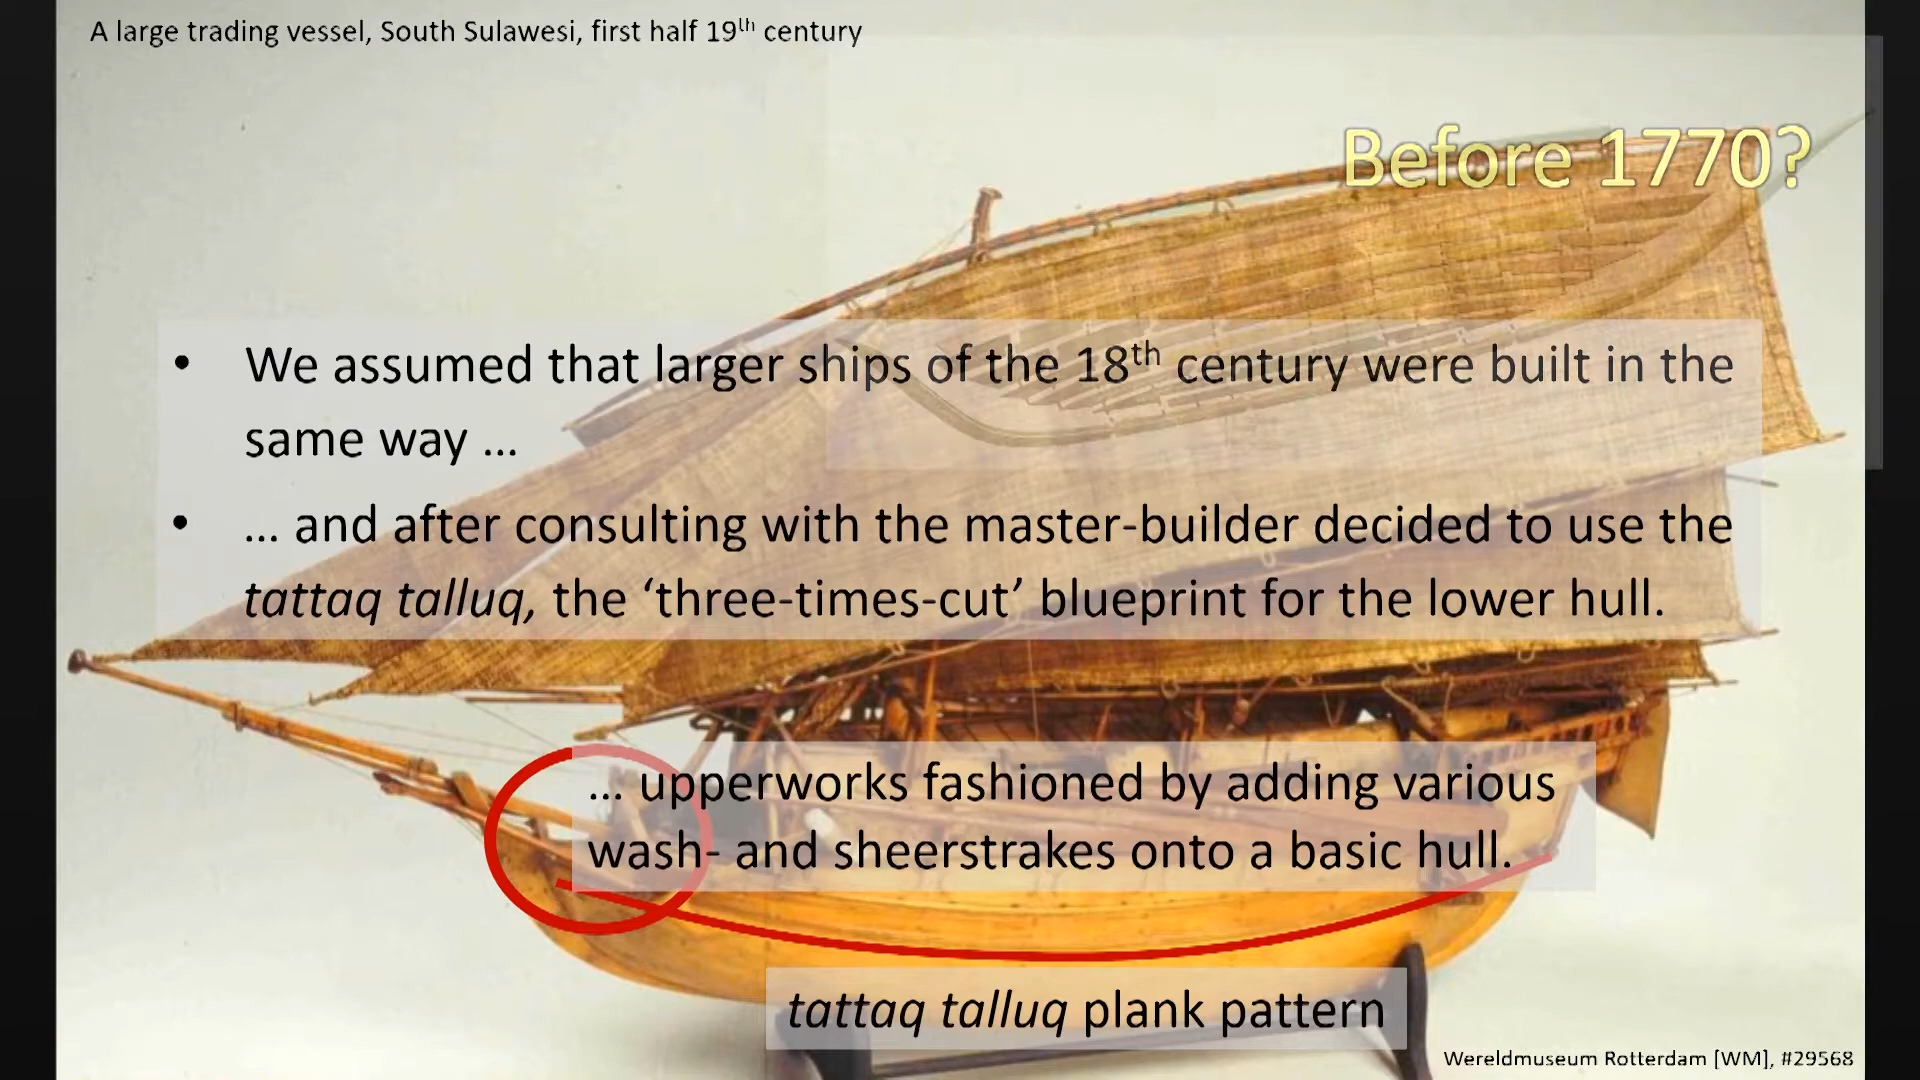 A large trading vessel, South Sulawesi, first half 19th century
Before 1770?
• We assumed that larger ships of the 18th century were built in the
same way ...
• ... and after consulting with the master-builder decided to use the
tattaq talluq, the ‘three-times-cut’ blueprint for the lower hull.
... upperworks fashioned by adding various
wash- and sheerstrakes onto a basic hull.
tattaq talluq plank pattern
Wereldmuseum Rotterdam [WM], #29568